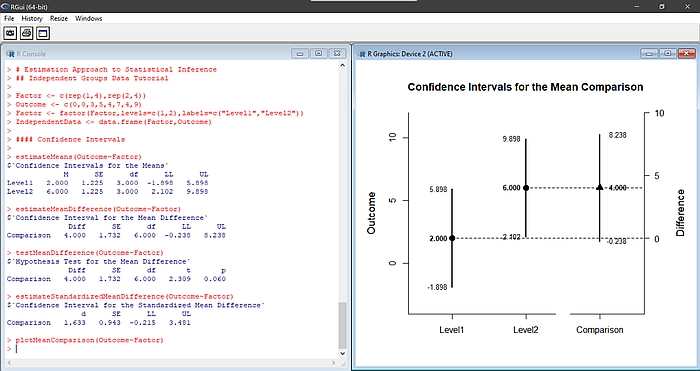 RGui (64-bit)
File History Resize Windows
R Console
> # Estimation Approach to Statistical Inference
> ## Independent Groups Data Tutorial
>
> Factor <- c(rep(1,4),rep(2,4))
> Outcome <- c(0,0,3,5,4,7,4,9)
> Factor <- factor(Factor,levels=c(1,2),labels=c("Level1","Level2"))
> IndependentData <- data.frame(Factor,Outcome)
>
> #### Confidence Intervals
>
> estimateMeans(Outcome~Factor)
$`Confidence Intervals for the Means`
M SE df LL UL
Level1 2.000 1.225 3.000 -1.898 5.898
Level2 6.000 1.225 3.000 2.102 9.898

> estimateMeanDifference(Outcome~Factor)
$`Confidence Interval for the Mean Difference`
Diff SE df LL UL
Comparison 4.000 1.732 6.000 -0.238 8.238

> testMeanDifference(Outcome~Factor)
$`Hypothesis Test for the Mean Difference`
Diff SE df t p
Comparison 4.000 1.732 6.000 2.309 0.060

> estimateStandardizedMeanDifference(Outcome~Factor)
$`Confidence Interval for the Standardized Mean Difference`
d SE LL UL
Comparison 1.633 0.943 -0.215 3.481

> plotMeanComparison(Outcome~Factor)
>
R Graphics: Device 2 (ACTIVE)
Confidence Intervals for the Mean Comparison
Outcome
10
5
0
5.898
2.000
-1.898
9.898
6.000
2.102
8.238
4.000
-0.238
10
5
0
Difference
Level1 Level2 Comparison